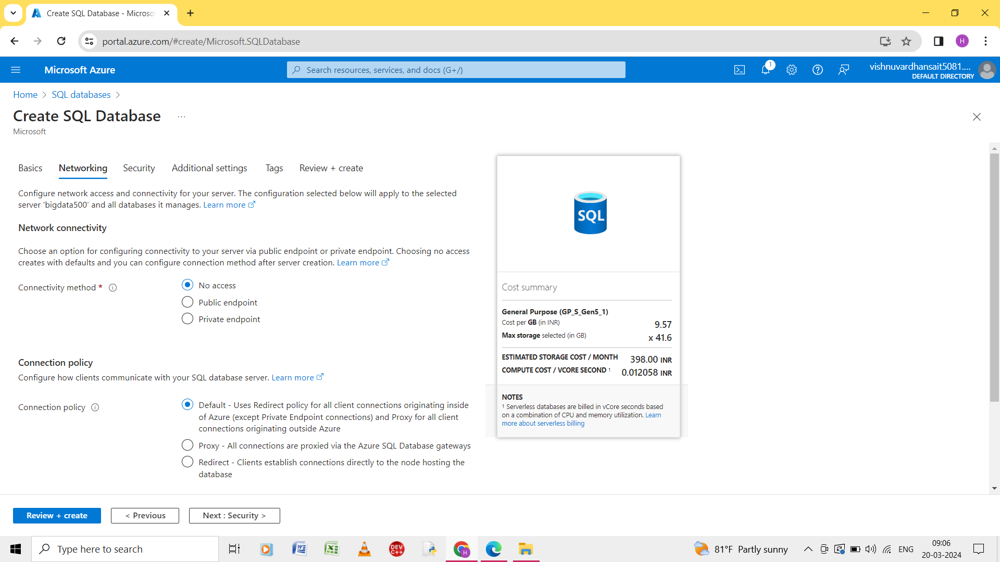 Create SQL Database - Microso
portal.azure.com/#create/Microsoft.SQLDatabase
H
Microsoft Azure
Search resources, services, and docs (G+/)
1
vishnuvardhansait5081....
DEFAULT DIRECTORY
Home > SQL databases >
Create SQL Database ...
Microsoft
Basics Networking Security Additional settings Tags Review + create
Configure network access and connectivity for your server. The configuration selected below will apply to the selected
server 'bigdata500' and all databases it manages. Learn more
Network connectivity
Choose an option for configuring connectivity to your server via public endpoint or private endpoint. Choosing no access
creates with defaults and you can configure connection method after server creation. Learn more
Connectivity method *
No access
Public endpoint
Private endpoint
Connection policy
Configure how clients communicate with your SQL database server. Learn more
Connection policy
Default - Uses Redirect policy for all client connections originating inside
of Azure (except Private Endpoint connections) and Proxy for all client
connections originating outside Azure
Proxy - All connections are proxied via the Azure SQL Database gateways
Redirect - Clients establish connections directly to the node hosting the
database
SQL
Cost summary
General Purpose (GP_S_Gen5_1)
Cost per GB (in INR) 9.57
Max storage selected (in GB) x 41.6
ESTIMATED STORAGE COST / MONTH 398.00 INR
COMPUTE COST / VCORE SECOND ¹ 0.012058 INR
NOTES
¹ Serverless databases are billed in vCore seconds based
on a combination of CPU and memory utilization. Learn
more about serverless billing
Review + create
< Previous
Next : Security >
Type here to search
DEV
C++
H
81°F Partly sunny
ENG
09:06
20-03-2024